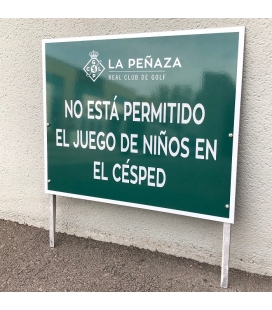 LA PEÑAZA
REAL CLUB DE GOLF
NO ESTÁ PERMITIDO
EL JUEGO DE NIÑOS EN
EL CÉSPED